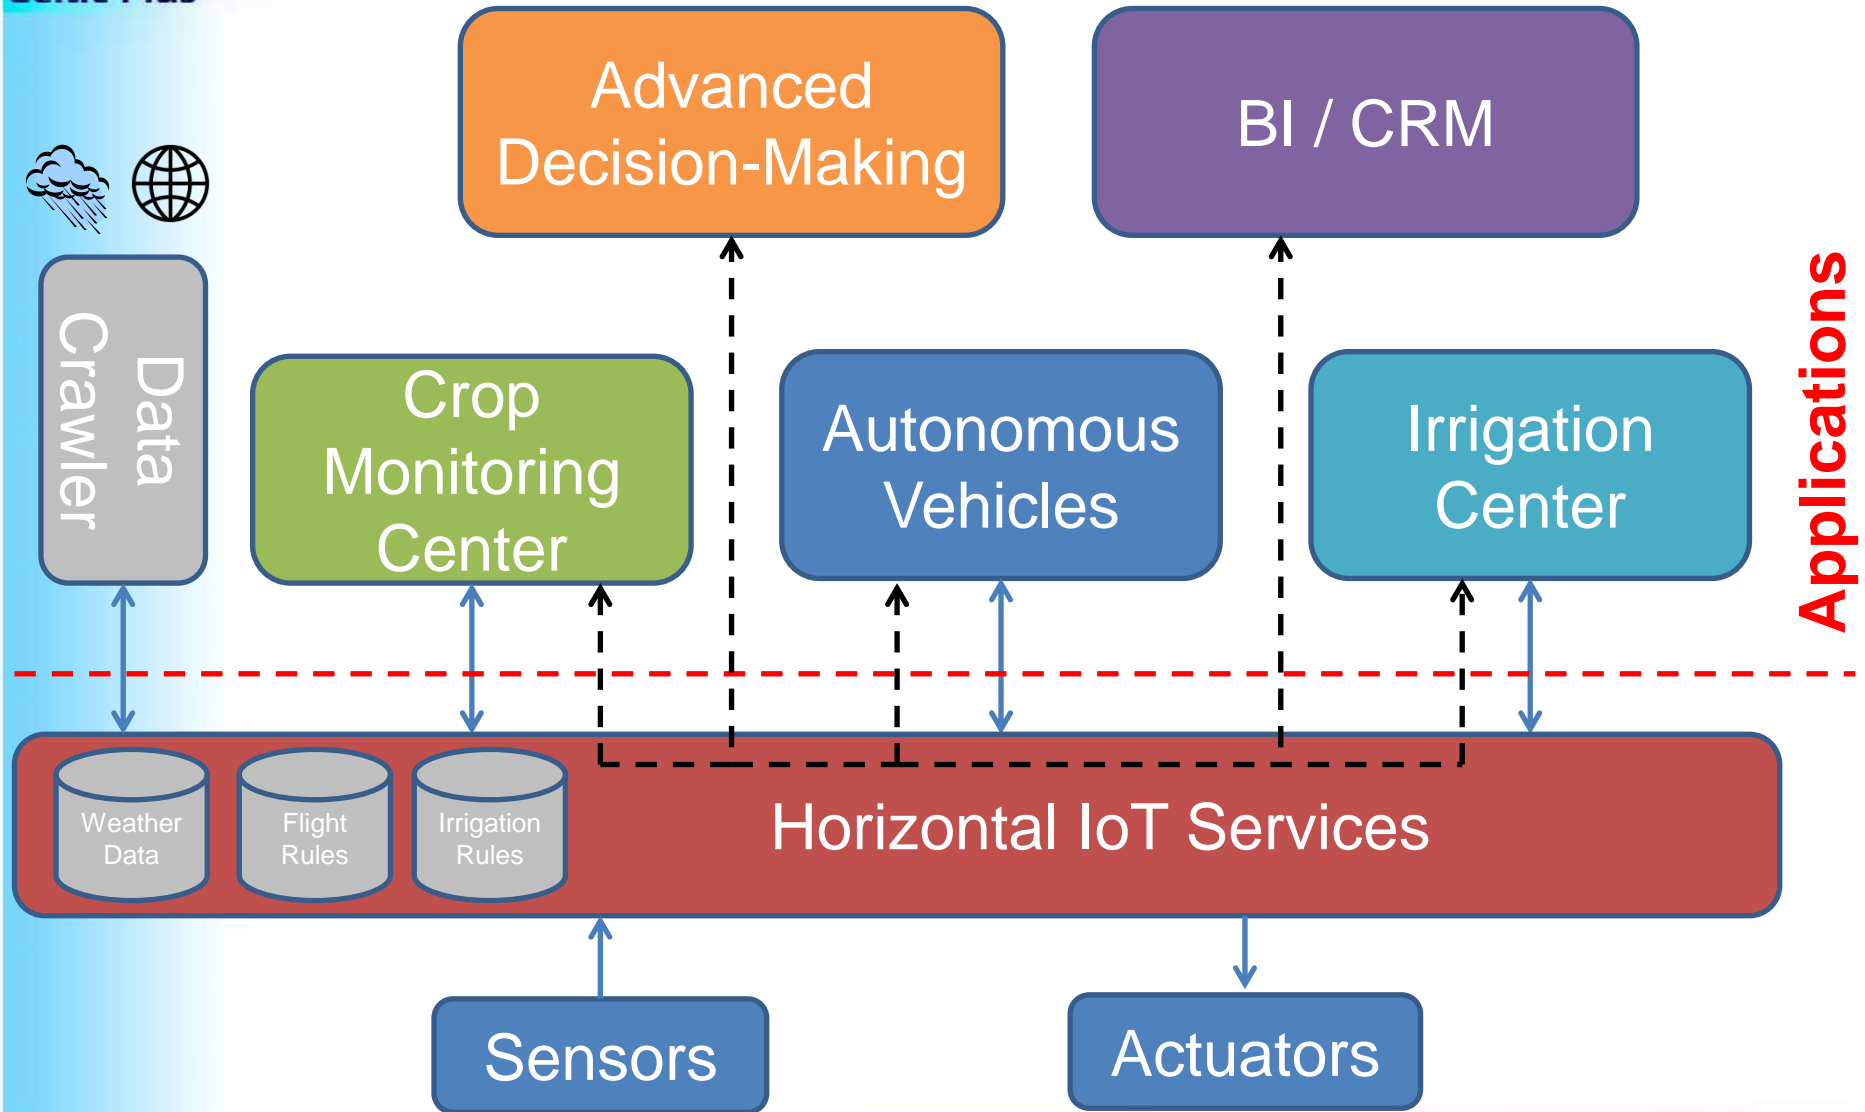 Advanced
Decision-Making
BI / CRM
Data
Crawler
Crop
Monitoring
Center
Autonomous
Vehicles
Irrigation
Center
Applications
Weather
Data
Flight
Rules
Irrigation
Rules
Horizontal IoT Services
Sensors
Actuators